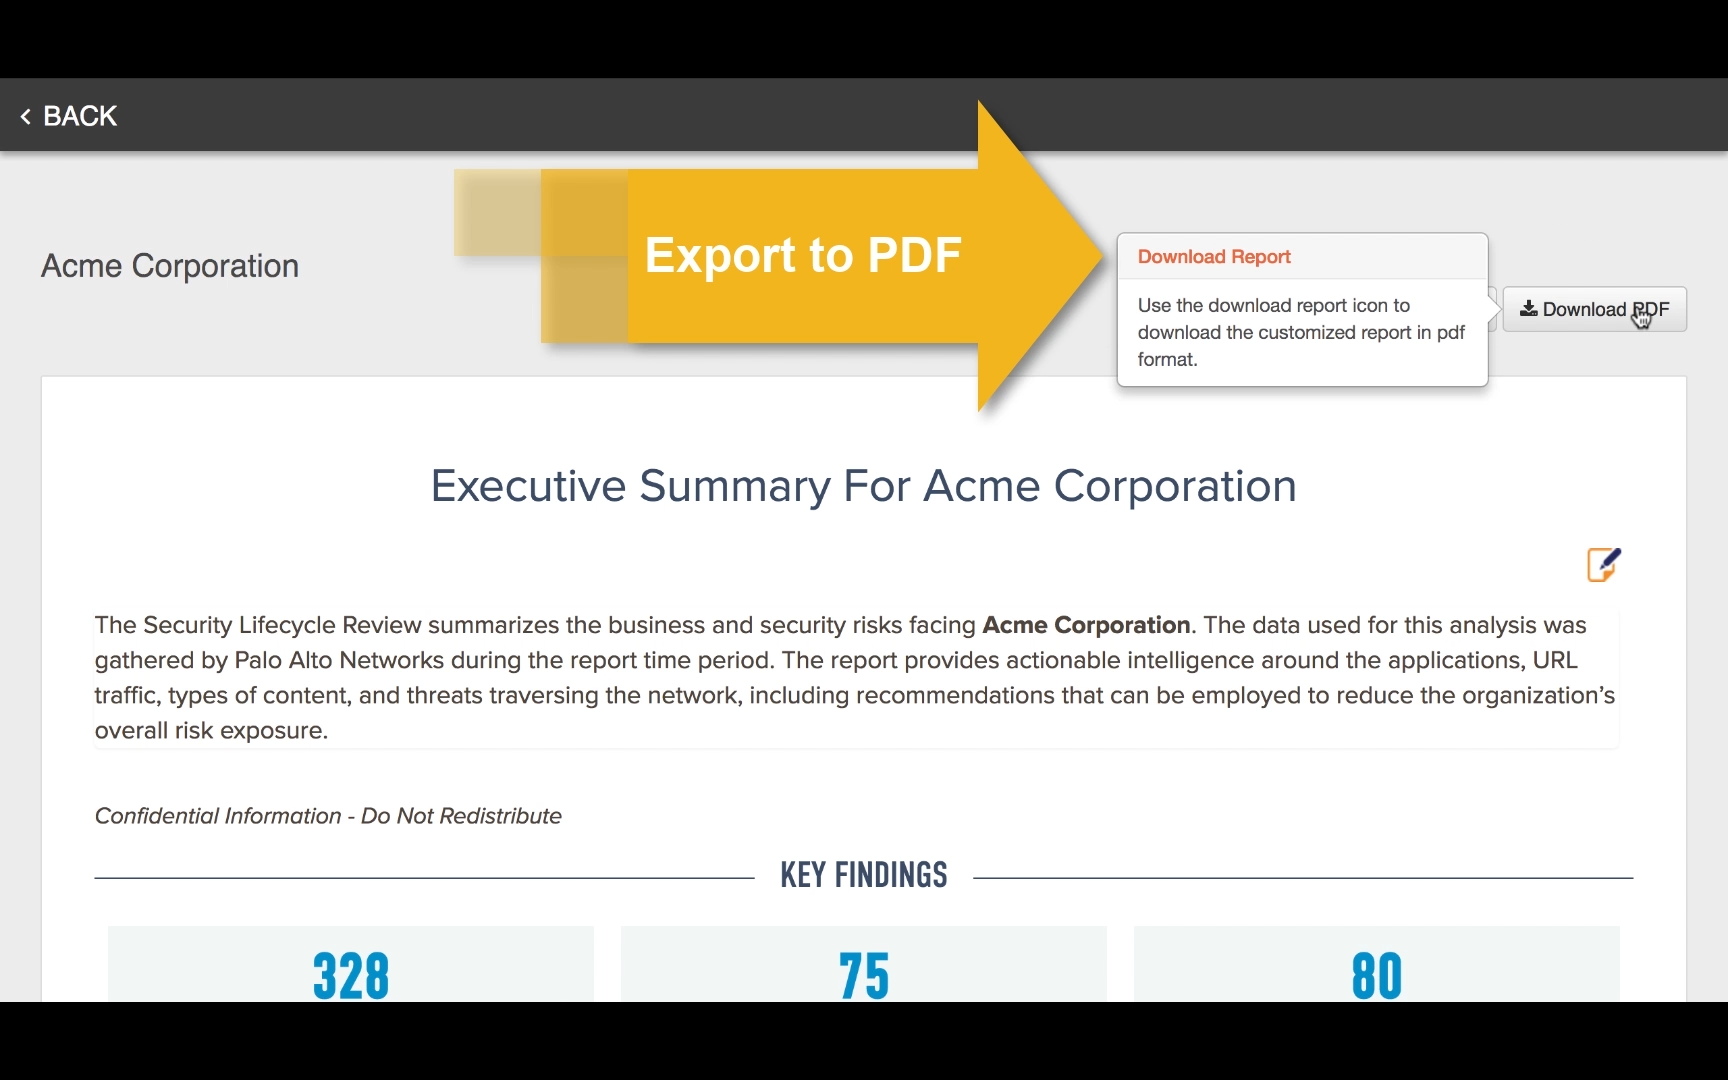 BACK
Acme Corporation
Export to PDF
Download Report
Use the download report icon to
download the customized report in pdf
format.
Download PDF
Executive Summary For Acme Corporation
The Security Lifecycle Review summarizes the business and security risks facing Acme Corporation. The data used for this analysis was
gathered by Palo Alto Networks during the report time period. The report provides actionable intelligence around the applications, URL
traffic, types of content, and threats traversing the network, including recommendations that can be employed to reduce the organization’s
overall risk exposure.
Confidential Information - Do Not Redistribute
KEY FINDINGS
328
75
80